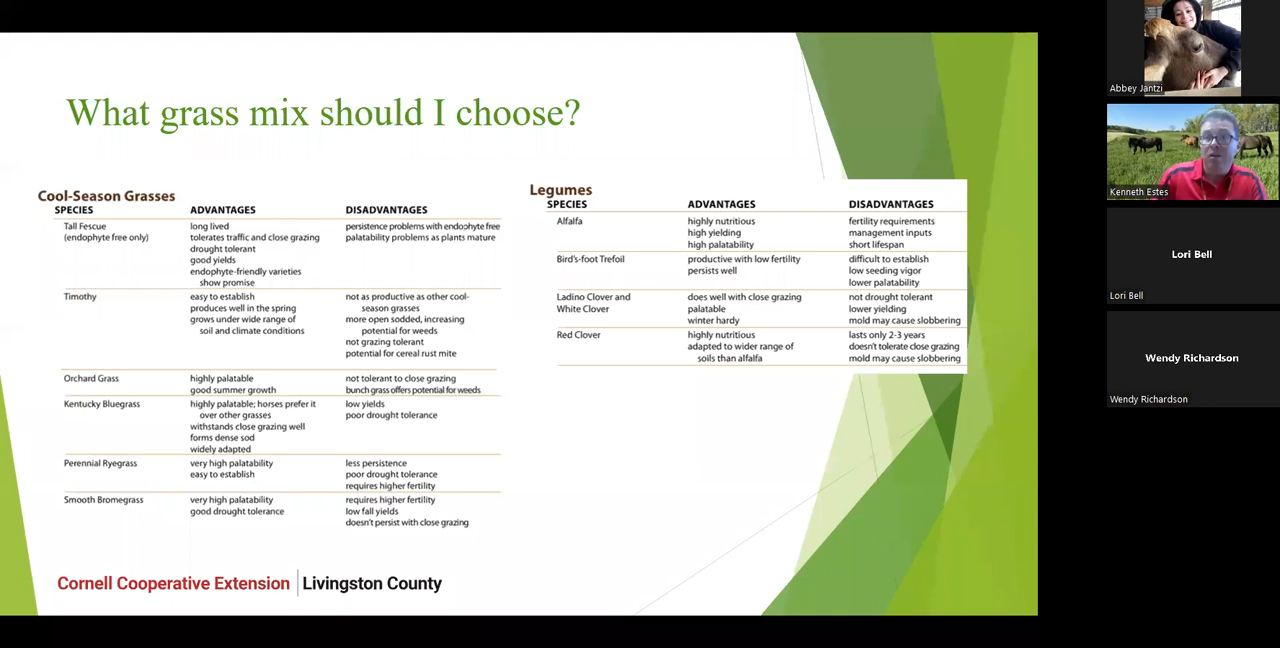 What grass mix should I choose?
Cool-Season Grasses
SPECIES ADVANTAGES DISADVANTAGES
Tall Fescue long lived persistence problems with endophyte free
(endophyte free only) tolerates traffic and close grazing palatability problems as plants mature
drought tolerant
good yields
endophyte-friendly varieties
show promise
Timothy easy to establish not as productive as other cool-
produces well in the spring season grasses
grows under wide range of more open sodded, increasing
soil and climate conditions potential for weeds
not grazing tolerant
potential for cereal rust mite
Orchard Grass highly palatable not tolerant to close grazing
good summer growth bunch grass offers potential for weeds
Kentucky Bluegrass highly palatable; horses prefer it low yields
over other grasses poor drought tolerance
withstands close grazing well
forms dense sod
widely adapted
Perennial Ryegrass very high palatability less persistence
easy to establish poor drought tolerance
requires higher fertility
Smooth Bromegrass very high palatability requires higher fertility
good drought tolerance low fall yields
doesn't persist with close grazing
Legumes
SPECIES ADVANTAGES DISADVANTAGES
Alfalfa highly nutritious fertility requirements
high yielding management inputs
high palatability short lifespan
Bird's-foot Trefoil productive with low fertility difficult to establish
persists well low seeding vigor
lower palatability
Ladino Clover and does well with close grazing not drought tolerant
White Clover palatable lower yielding
winter hardy mold may cause slobbering
Red Clover highly nutritious lasts only 2-3 years
adapted to wider range of doesn't tolerate close grazing
soils than alfalfa mold may cause slobbering
Cornell Cooperative Extension Livingston County
Abbey Jantzi
Kenneth Estes
Lori Bell
Lori Bell
Wendy Richardson
Wendy Richardson